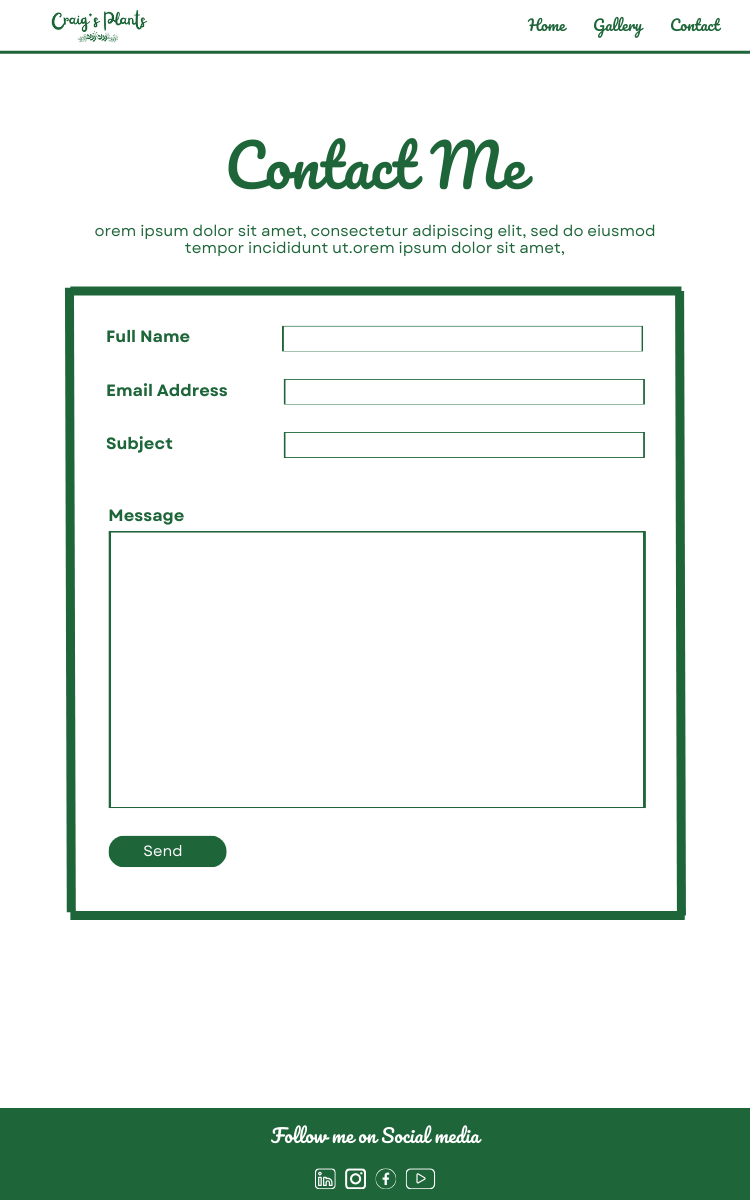 Craig's Plants
Home Gallery Contact
Contact Me
orem ipsum dolor sit amet, consectetur adipiscing elit, sed do eiusmod
tempor incididunt ut.orem ipsum dolor sit amet,
Full Name
Email Address
Subject
Message
Send
Follow me on Social media
in